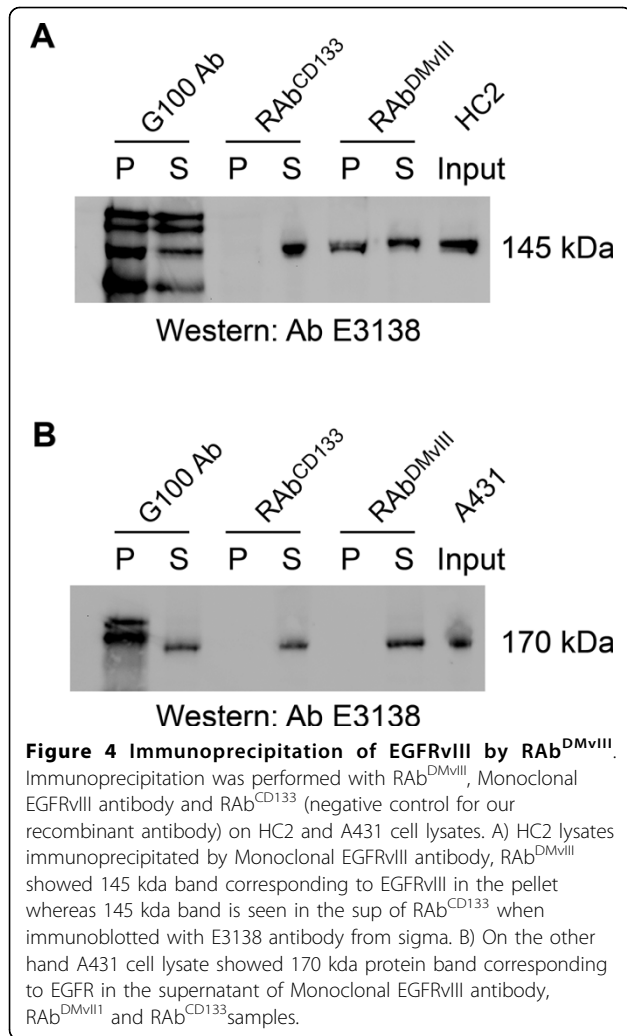 A
G100 Ab RAbCD133 RAbDMvIII HC2
P S P S P S Input
145 kDa
Western: Ab E3138
B
G100 Ab RAbCD133 RAbDMvIII A431
P S P S P S Input
170 kDa
Western: Ab E3138
Figure 4 Immunoprecipitation of EGFRvIII by RAbDMvIII.
Immunoprecipitation was performed with RAbDMvIII, Monoclonal
EGFRvIII antibody and RAbCD133 (negative control for our
recombinant antibody) on HC2 and A431 cell lysates. A) HC2 lysates
immunoprecipitated by Monoclonal EGFRvIII antibody, RAbDMvIII
showed 145 kda band corresponding to EGFRvIII in the pellet
whereas 145 kda band is seen in the sup of RAbCD133 when
immunoblotted with E3138 antibody from sigma. B) On the other
hand A431 cell lysate showed 170 kda protein band corresponding
to EGFR in the supernatant of Monoclonal EGFRvIII antibody,
RAbDMvII1 and RAbCD133samples.